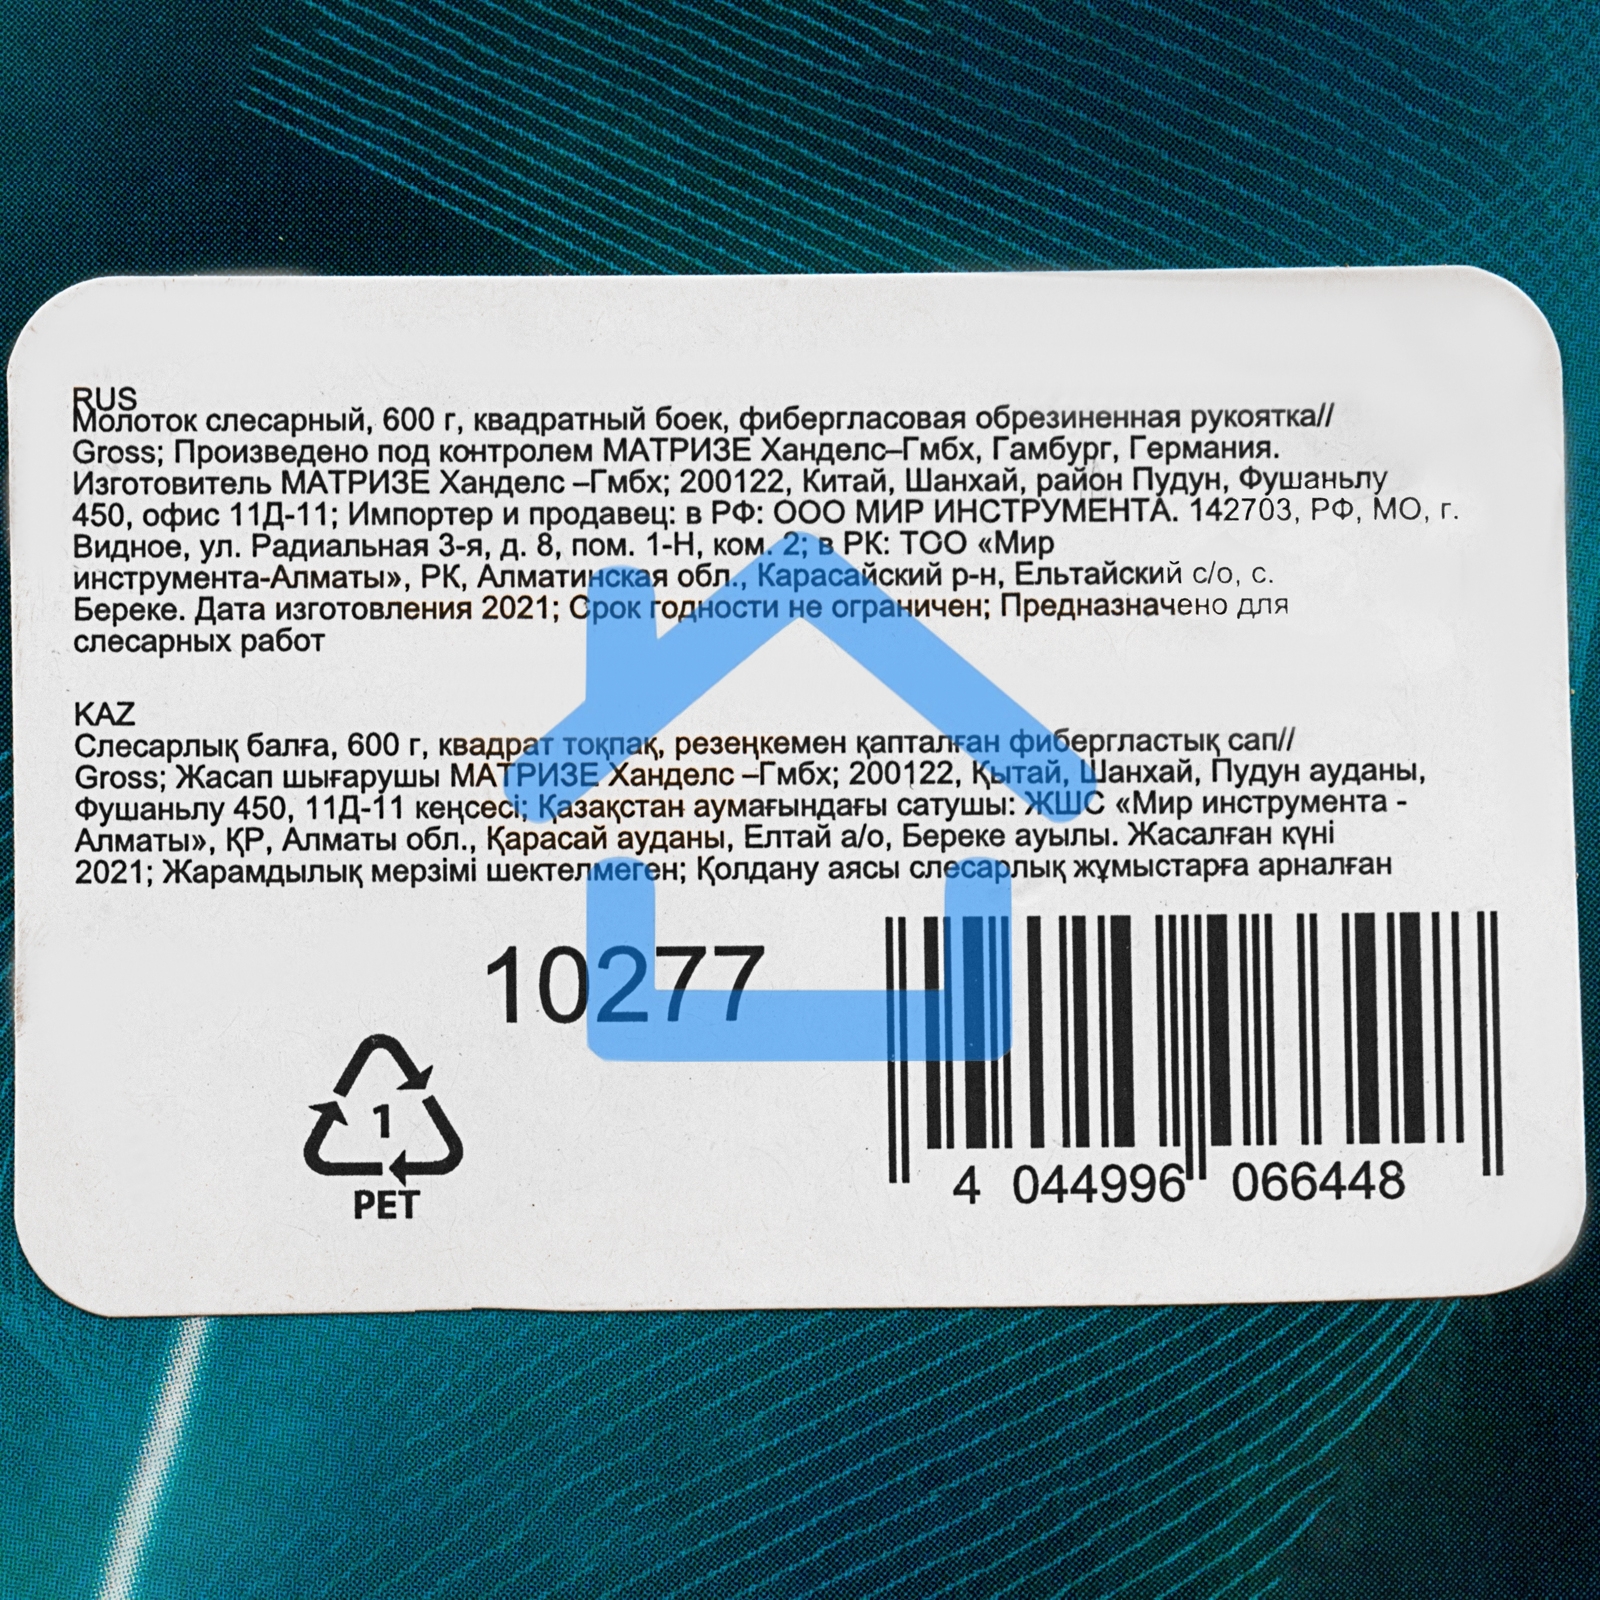 RUS
Молоток слесарный, 600 г, квадратный боек, фибергласовая обрезиненная рукоятка//
Gross; Произведено под контролем МАТРИЗЕ Ханделс–Гмбх, Гамбург, Германия.
Изготовитель МАТРИЗЕ Ханделс –Гмбх; 200122, Китай, Шанхай, район Пудун, Фушаньлу
450, офис 11Д-11; Импортер и продавец: в РФ: ООО МИР ИНСТРУМЕНТА. 142703, РФ, МО, г.
Видное, ул. Радиальная 3-я, д. 8, пом. 1-Н, ком. 2; в РК: ТОО «Мир
инструмента-Алматы», РК, Алматинская обл., Карасайский р-н, Ельтайский с/о, с.
Береке. Дата изготовления 2021; Срок годности не ограничен; Предназначено для
слесарных работ
KAZ
Слесарлық балға, 600 г, квадрат тоқпақ, резеңкемен қапталған фибергластық сап//
Gross; Жасап шығарушы МАТРИЗЕ Ханделс –Гмбх; 200122, Қытай, Шанхай, Пудун ауданы,
Фушаньлу 450, 11Д-11 кеңсесі; Қазақстан аумағындағы сатушы: ЖШС «Мир инструмента -
Алматы», ҚР, Алматы обл., Қарасай ауданы, Елтай а/о, Береке ауылы. Жасалған күні
2021; Жарамдылық мерзімі шектелмеген; Қолдану аясы слесарлық жұмыстарға арналған
10277
1
PET
4 044996 066448